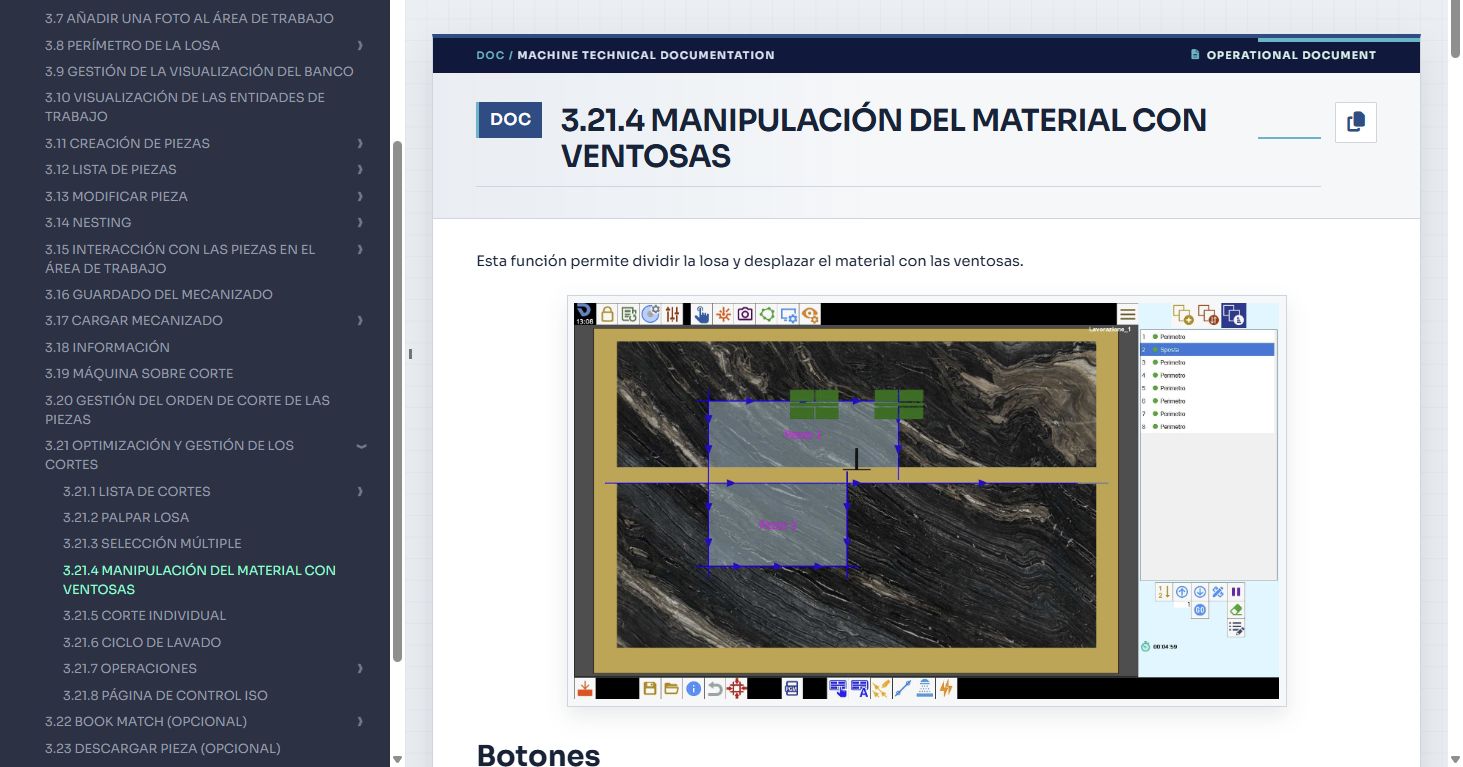 3.7 AÑADIR UNA FOTO AL ÁREA DE TRABAJO
3.8 PERÍMETRO DE LA LOSA
3.9 GESTIÓN DE LA VISUALIZACIÓN DEL BANCO
3.10 VISUALIZACIÓN DE LAS ENTIDADES DE
TRABAJO
3.11 CREACIÓN DE PIEZAS
3.12 LISTA DE PIEZAS
3.13 MODIFICAR PIEZA
3.14 NESTING
3.15 INTERACCIÓN CON LAS PIEZAS EN EL
ÁREA DE TRABAJO
3.16 GUARDADO DEL MECANIZADO
3.17 CARGAR MECANIZADO
3.18 INFORMACIÓN
3.19 MÁQUINA SOBRE CORTE
3.20 GESTIÓN DEL ORDEN DE CORTE DE LAS
PIEZAS
3.21 OPTIMIZACIÓN Y GESTIÓN DE LOS
CORTES
3.21.1 LISTA DE CORTES
3.21.2 PALPAR LOSA
3.21.3 SELECCIÓN MÚLTIPLE
3.21.4 MANIPULACIÓN DEL MATERIAL CON
VENTOSAS
3.21.5 CORTE INDIVIDUAL
3.21.6 CICLO DE LAVADO
3.21.7 OPERACIONES
3.21.8 PÁGINA DE CONTROL ISO
3.22 BOOK MATCH (OPCIONAL)
3.23 DESCARGAR PIEZA (OPCIONAL)
DOC / MACHINE TECHNICAL DOCUMENTATION
OPERATIONAL DOCUMENT
DOC
3.21.4 MANIPULACIÓN DEL MATERIAL CON
VENTOSAS
Esta función permite dividir la losa y desplazar el material con las ventosas.
13:08
Lavorazione_1
1 Perimetro
2 Sposta
3 Perimetro
4 Perimetro
5 Perimetro
6 Perimetro
7 Perimetro
8 Perimetro
1
GO
00:04:59
PGM
Botones